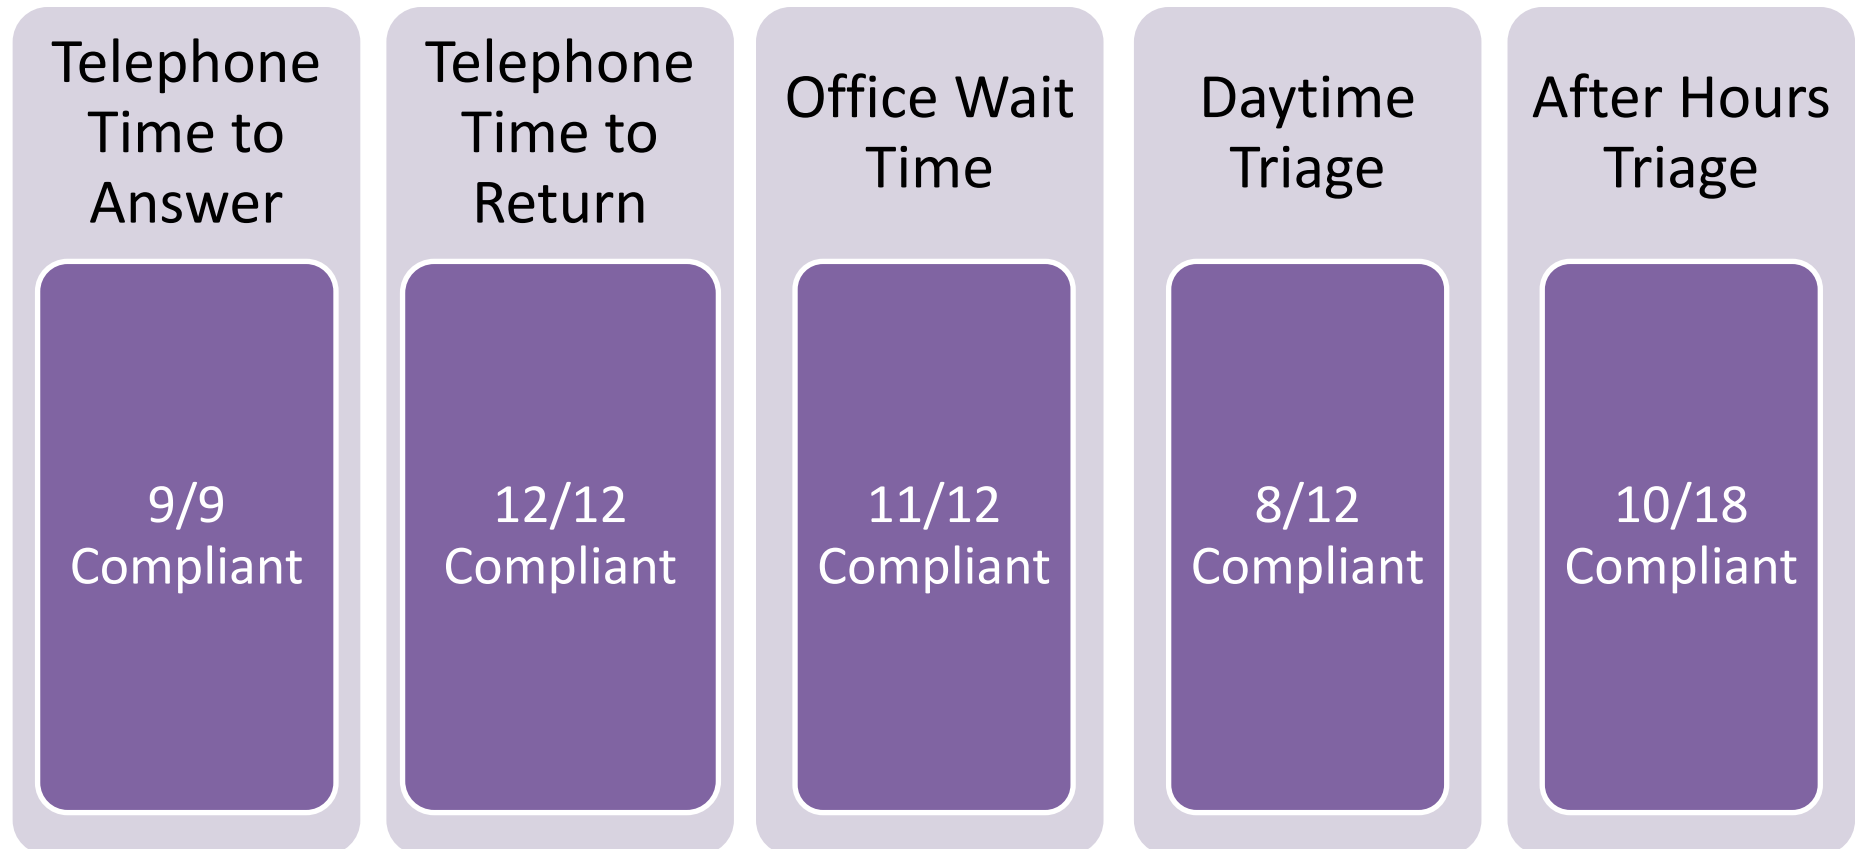 Telephone
Time to
Answer
9/9
Compliant
Telephone
Time to
Return
12/12
Compliant
Office Wait
Time
11/12
Compliant
Daytime
Triage
8/12
Compliant
After Hours
Triage
10/18
Compliant